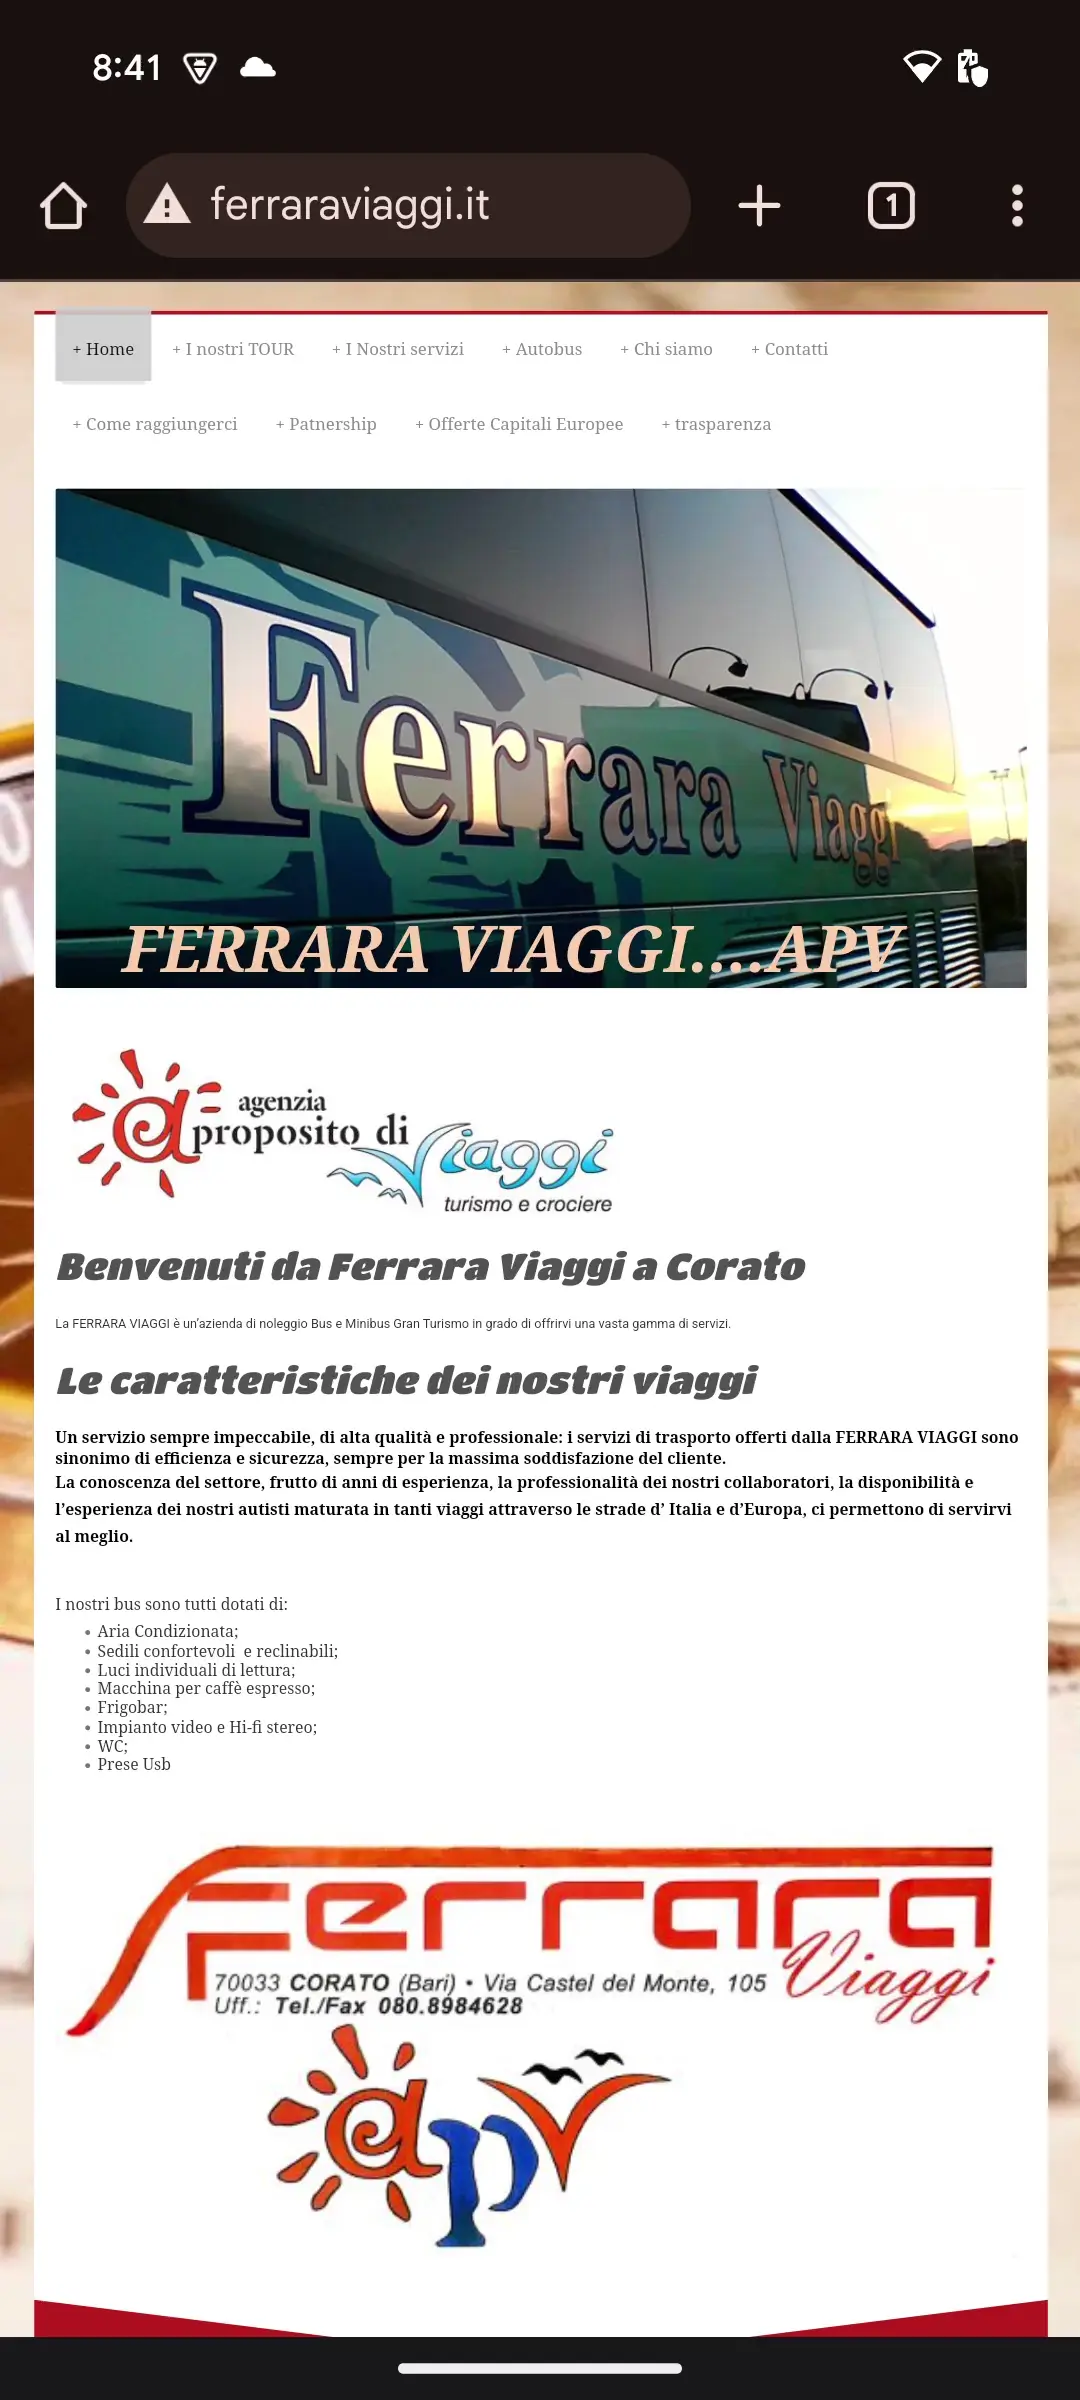 8:41
ferraraviaggi.it
1
+ Home
+ I nostri TOUR
+ I Nostri servizi
+ Autobus
+ Chi siamo
+ Contatti
+ Come raggiungerci
+ Patnership
+ Offerte Capitali Europee
+ trasparenza
Ferrara Viaggi
FERRARA VIAGGI....APV
agenzia
a proposito di
Viaggi
turismo e crociere
Benvenuti da Ferrara Viaggi a Corato
La FERRARA VIAGGI è un’azienda di noleggio Bus e Minibus Gran Turismo in grado di offrirvi una vasta gamma di servizi.
Le caratteristiche dei nostri viaggi
Un servizio sempre impeccabile, di alta qualità e professionale: i servizi di trasporto offerti dalla FERRARA VIAGGI sono
sinonimo di efficienza e sicurezza, sempre per la massima soddisfazione del cliente.
La conoscenza del settore, frutto di anni di esperienza, la professionalità dei nostri collaboratori, la disponibilità e
l’esperienza dei nostri autisti maturata in tanti viaggi attraverso le strade d’ Italia e d’Europa, ci permettono di servirvi
al meglio.
I nostri bus sono tutti dotati di:
• Aria Condizionata;
• Sedili confortevoli  e reclinabili;
• Luci individuali di lettura;
• Macchina per caffè espresso;
• Frigobar;
• Impianto video e Hi-fi stereo;
• WC;
• Prese Usb
Ferrara
Viaggi
70033 CORATO (Bari) • Via Castel del Monte, 105
Uff.: Tel./Fax 080.8984628
apv